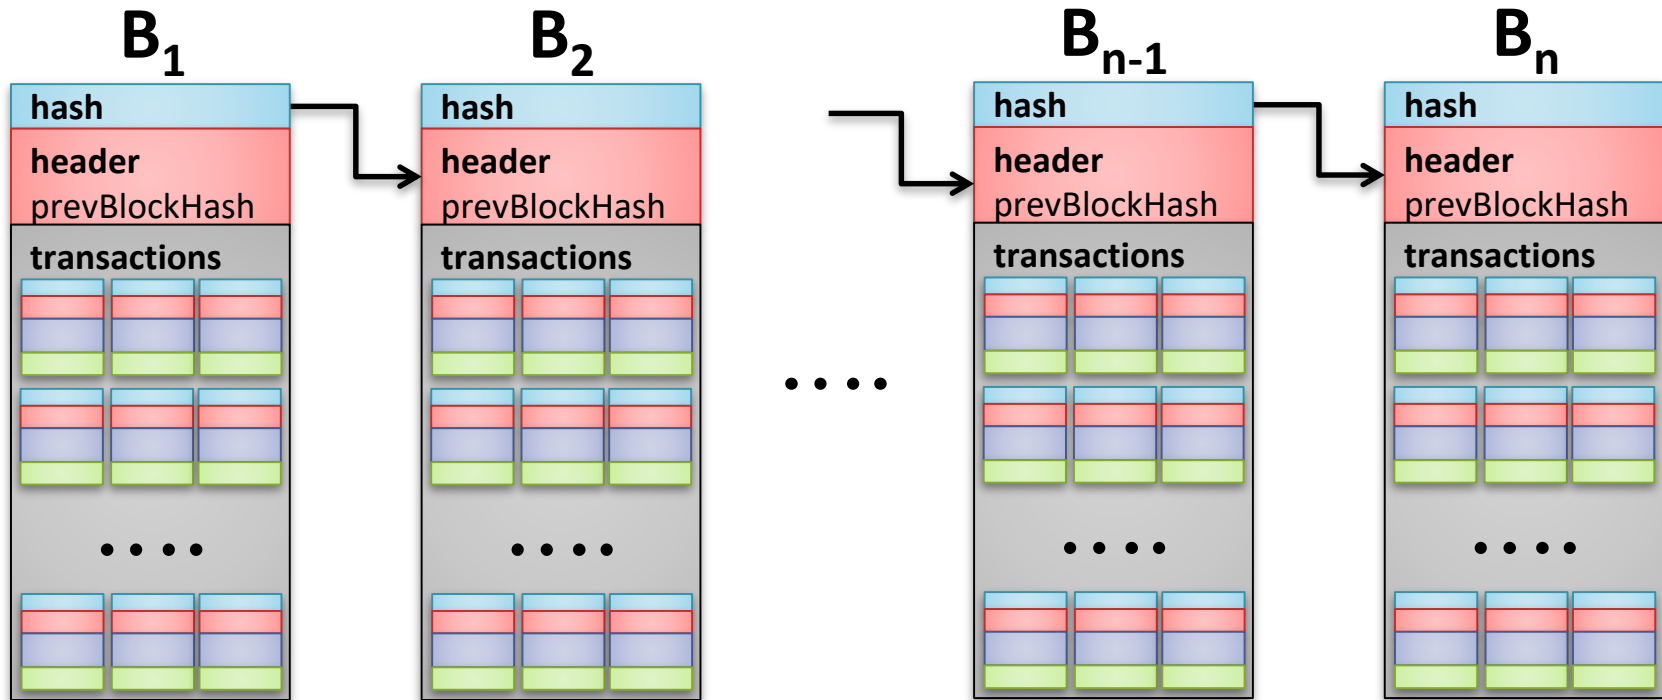 B₁
hash
header
prevBlockHash
transactions
• • • •
B₂
hash
header
prevBlockHash
transactions
• • • •
• • • •
Bₙ₋₁
hash
header
prevBlockHash
transactions
• • • •
Bₙ
hash
header
prevBlockHash
transactions
• • • •